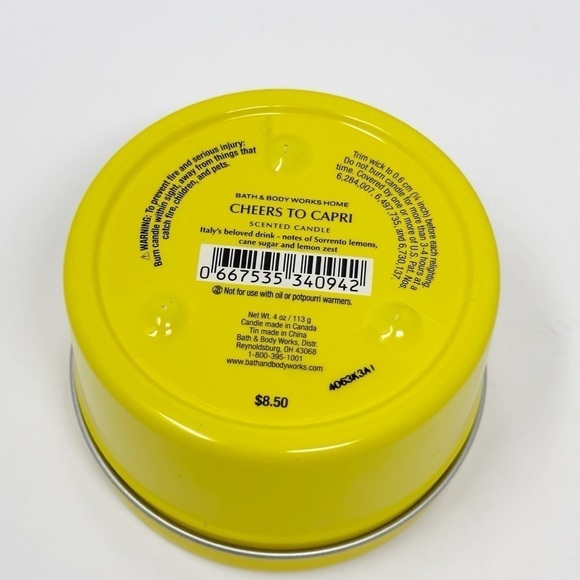 ⚠ WARNING: To prevent fire and serious injury:
Burn candle within sight, away from things that
catch fire, children, and pets.
Trim wick to 0.6 cm (¼ inch) before each relighting.
Do not burn candle for more than 3-4 hours at a
time. Covered by one or more of U.S. Pat. Nos.
6,284,007, 6,497,735, and 6,730,137.
BATH & BODY WORKS HOME
CHEERS TO CAPRI
SCENTED CANDLE
Italy's beloved drink - notes of Sorrento lemons,
cane sugar and lemon zest
0 667535 340942
Not for use with oil or potpourri warmers.
Net Wt. 4 oz / 113 g
Candle made in Canada
Tin made in China
Bath & Body Works, Distr.
Reynoldsburg, OH 43068
1-800-395-1001
www.bathandbodyworks.com
4063K3A1
$8.50